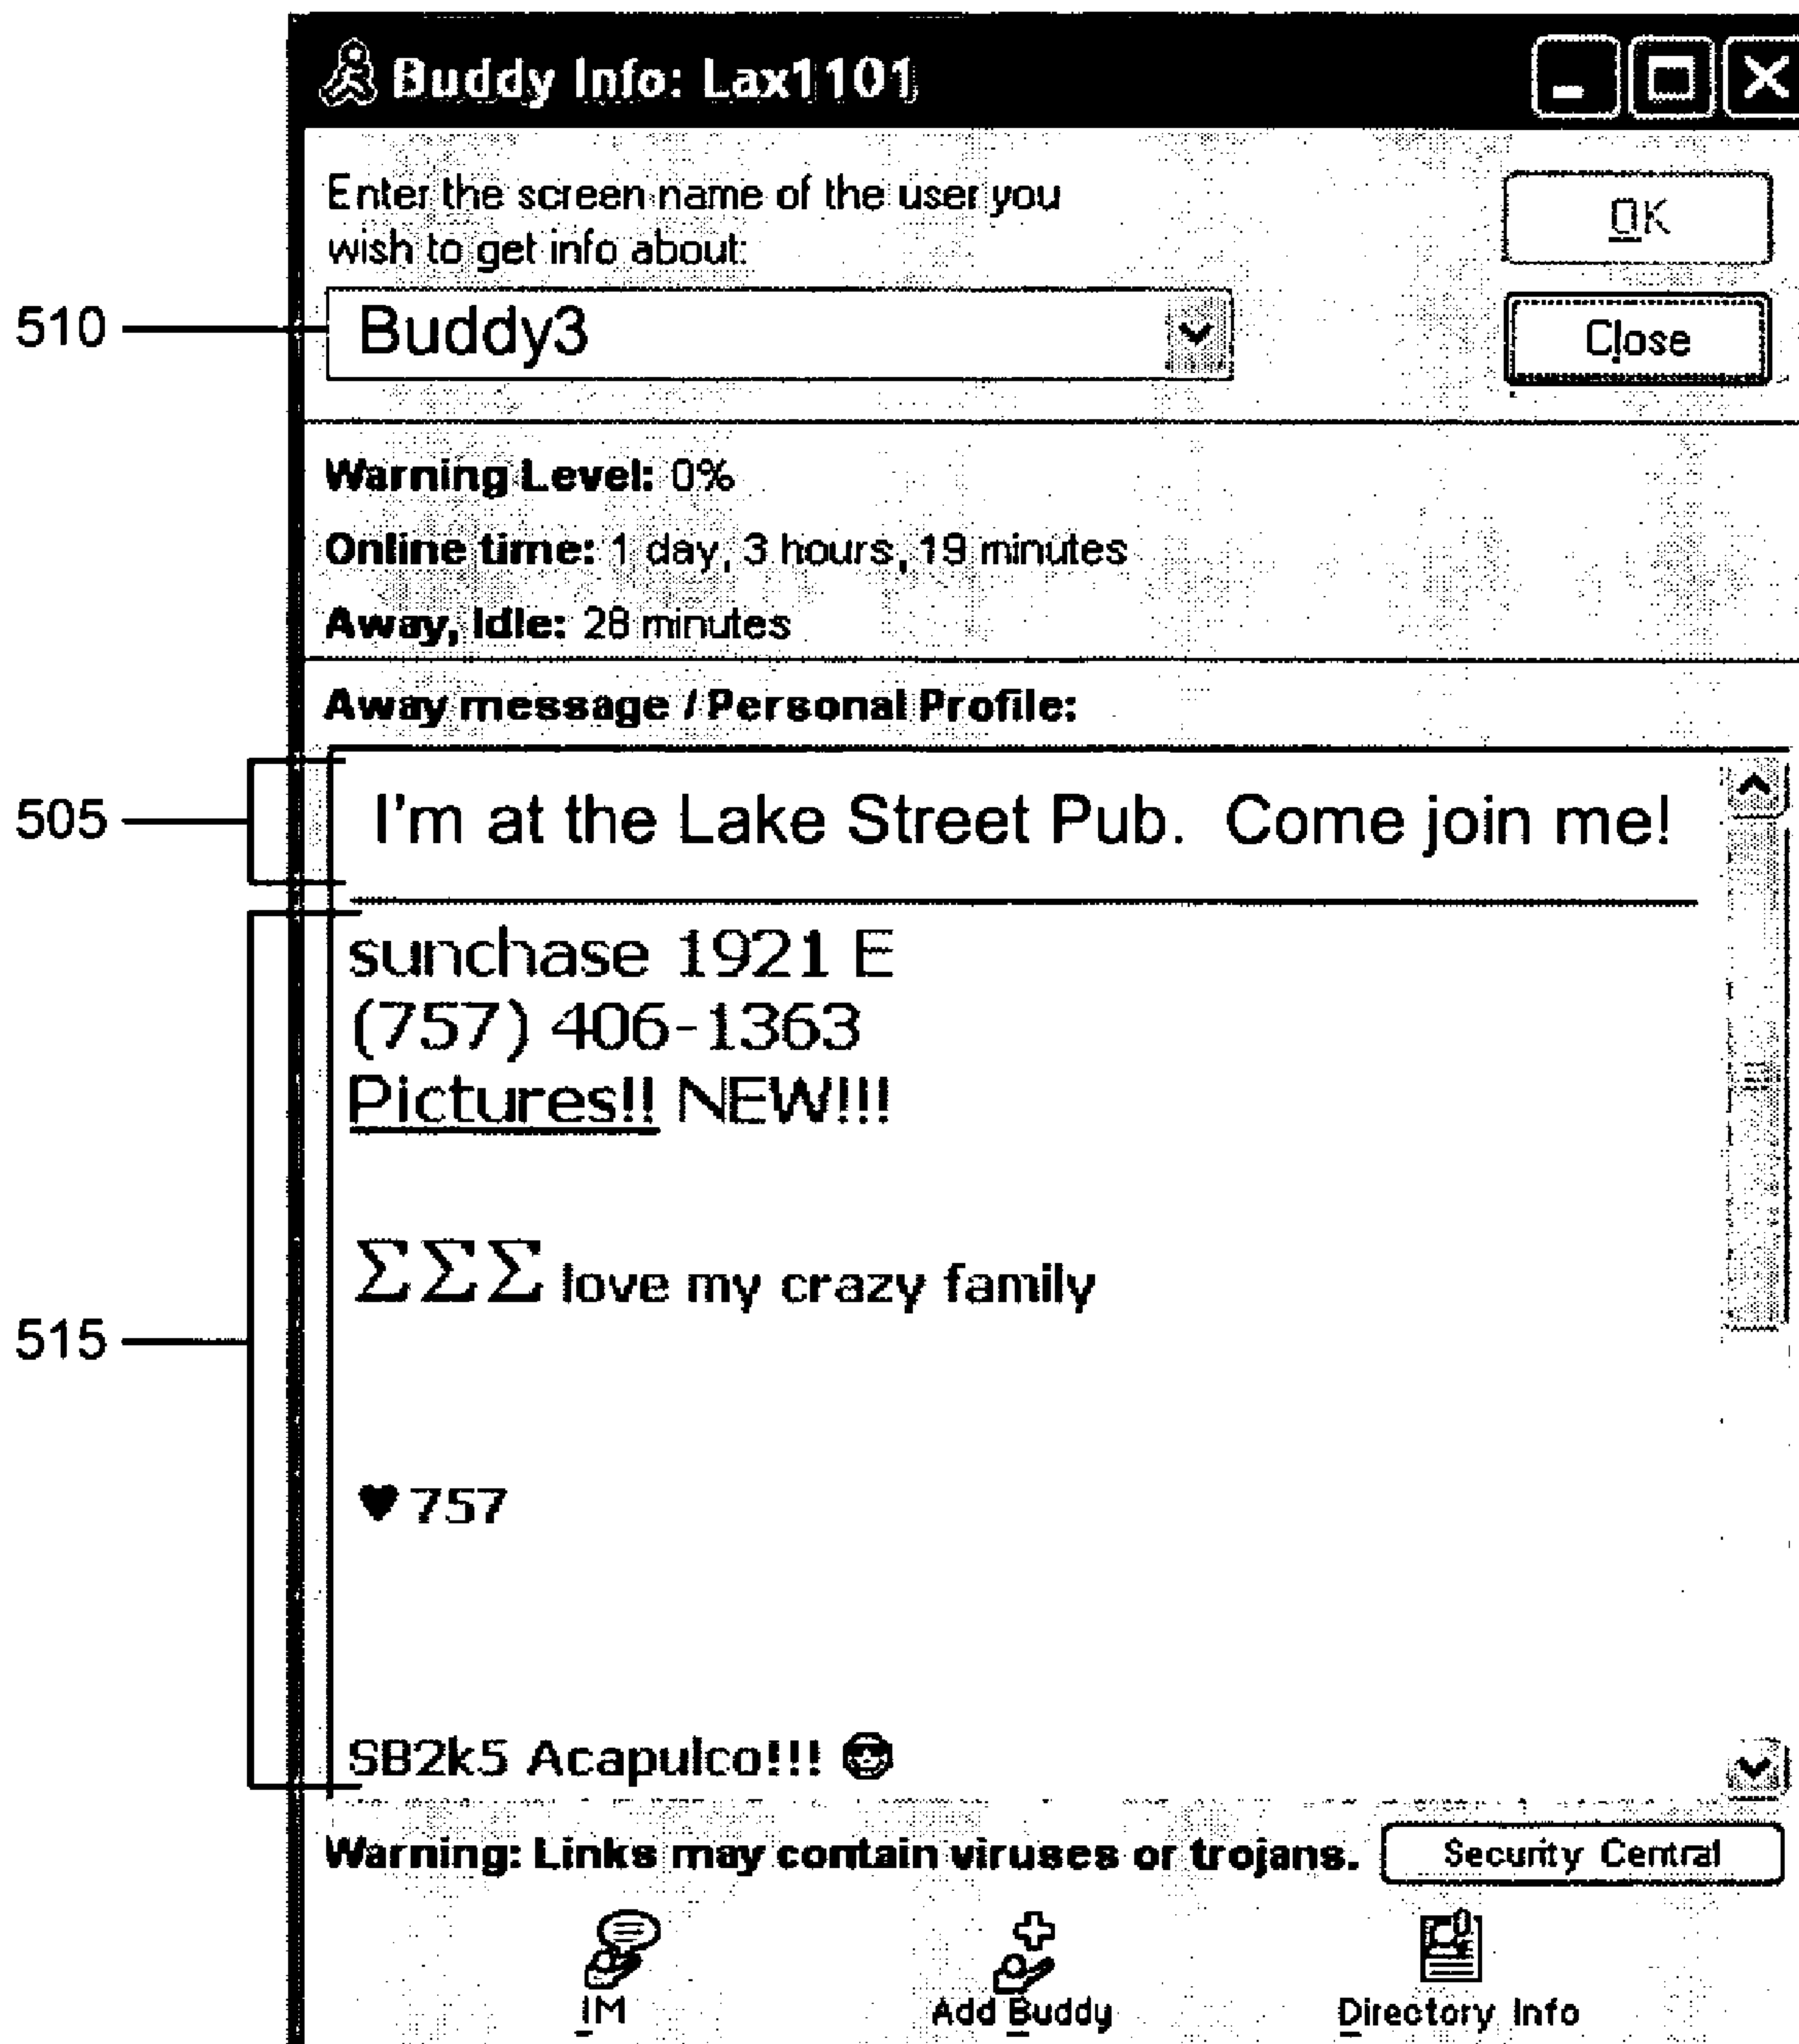 Buddy Info: Lax1101
Enter the screen name of the user you
wish to get info about:
OK
510
Buddy3
Close
Warning Level: 0%
Online time: 1 day, 3 hours, 19 minutes
Away, Idle: 28 minutes
Away message / Personal Profile:
505
I'm at the Lake Street Pub. Come join me!
sunchase 1921 E
(757) 406-1363
Pictures!! NEW!!!
ΣΣΣ love my crazy family
515
♥ 757
SB2k5 Acapulco!!!
Warning: Links may contain viruses or trojans.
Security Central
IM
Add Buddy
Directory Info